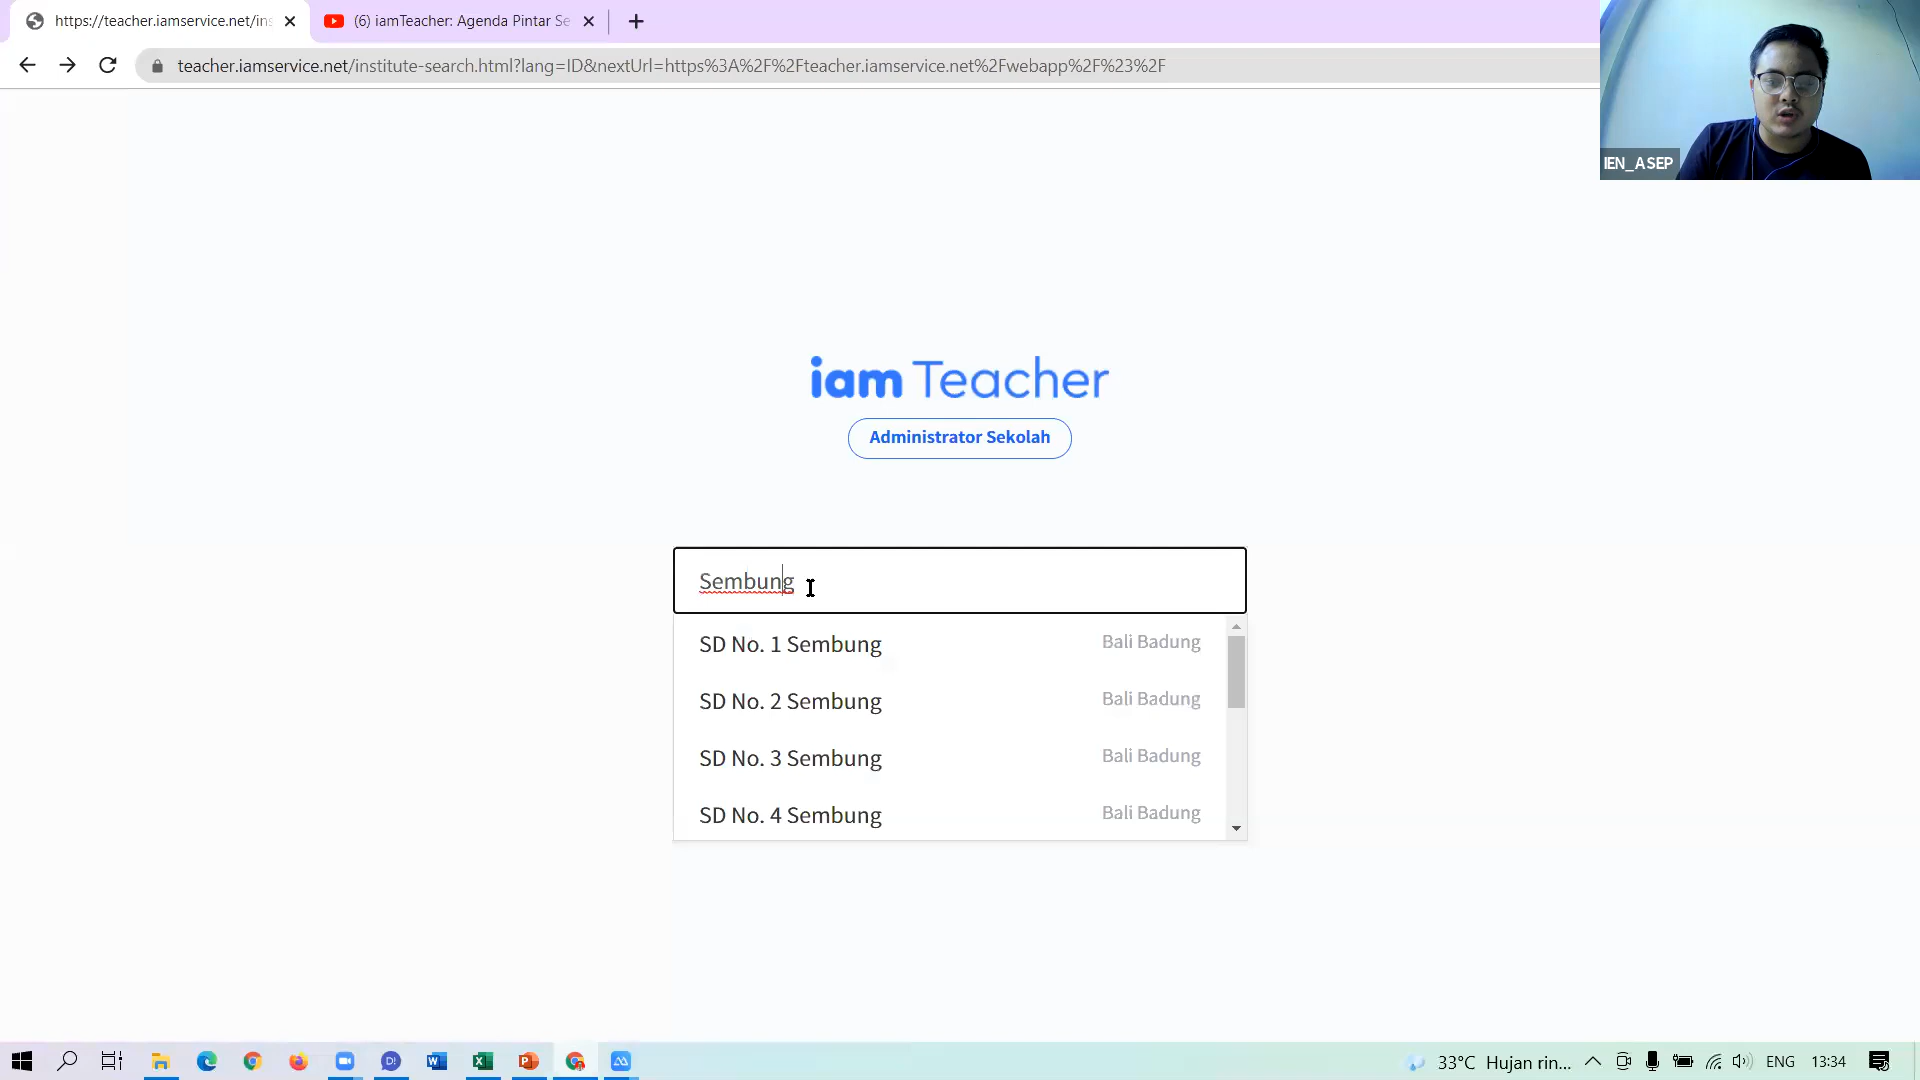 https://teacher.iamservice.net/ins
(6) iamTeacher: Agenda Pintar Se
teacher.iamservice.net/institute-search.html?lang=ID&nextUrl=https%3A%2F%2Fteacher.iamservice.net%2Fwebapp%2F%23%2F
IEN_ASEP
iam Teacher
Administrator Sekolah
Sembung
SD No. 1 Sembung Bali Badung
SD No. 2 Sembung Bali Badung
SD No. 3 Sembung Bali Badung
SD No. 4 Sembung Bali Badung
33°C Hujan rin... ENG 13:34